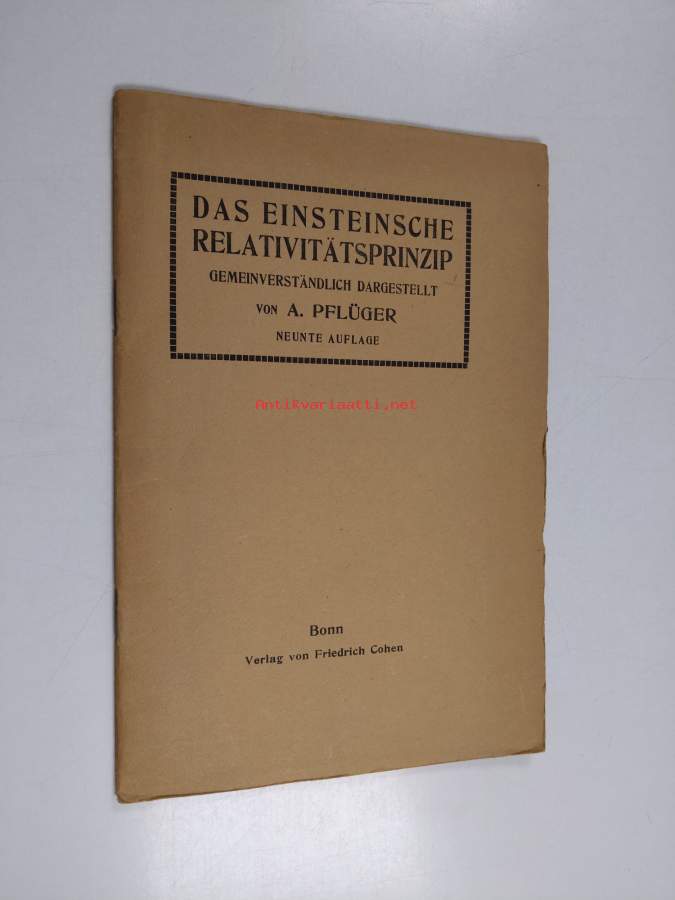 DAS EINSTEINSCHE
RELATIVITÄTSPRINZIP
GEMEINVERSTÄNDLICH DARGESTELLT
VON A. PFLÜGER
NEUNTE AUFLAGE
Antikvariaatti.net
Bonn
Verlag von Friedrich Cohen